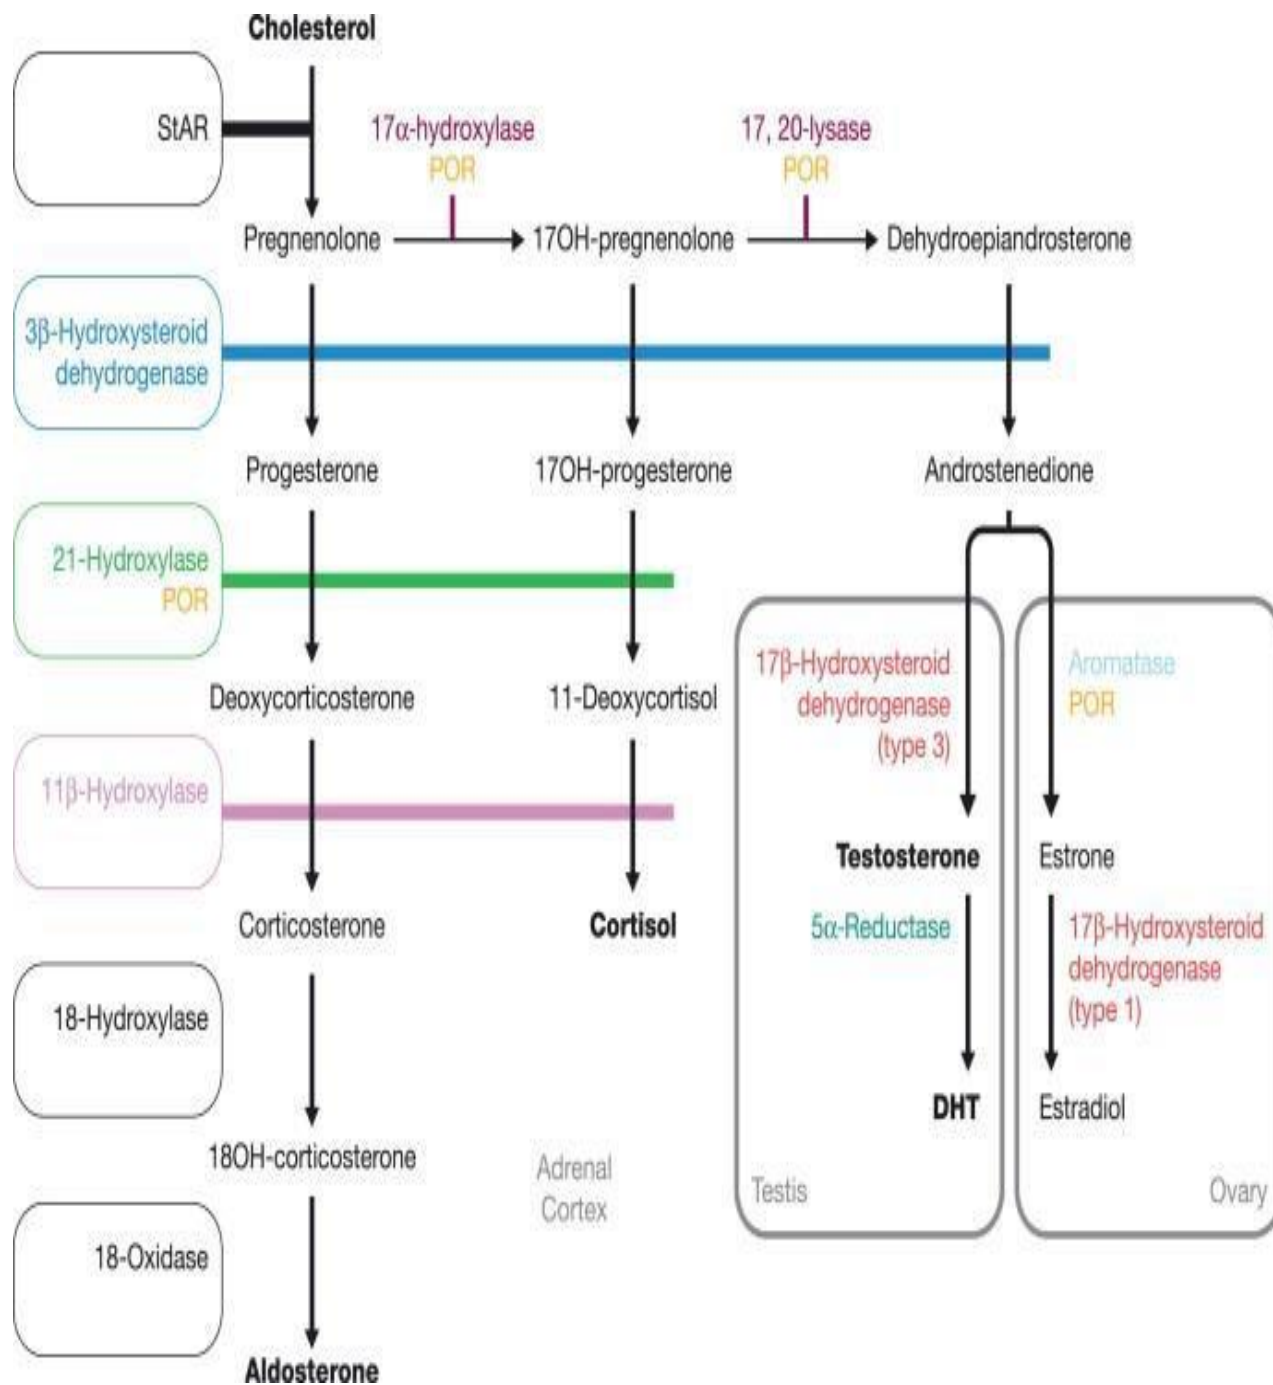 Cholesterol
StAR
17α-hydroxylase
POR
17, 20-lysase
POR
Pregnenolone
17OH-pregnenolone
Dehydroepiandrosterone
3β-Hydroxysteroid
dehydrogenase
Progesterone
17OH-progesterone
Androstenedione
21-Hydroxylase
POR
17β-Hydroxysteroid
dehydrogenase
(type 3)
Aromatase
POR
Deoxycorticosterone
11-Deoxycortisol
11β-Hydroxylase
Testosterone
Estrone
Corticosterone
Cortisol
5α-Reductase
17β-Hydroxysteroid
dehydrogenase
(type 1)
18-Hydroxylase
DHT
Estradiol
18OH-corticosterone
Adrenal
Cortex
Testis
Ovary
18-Oxidase
Aldosterone